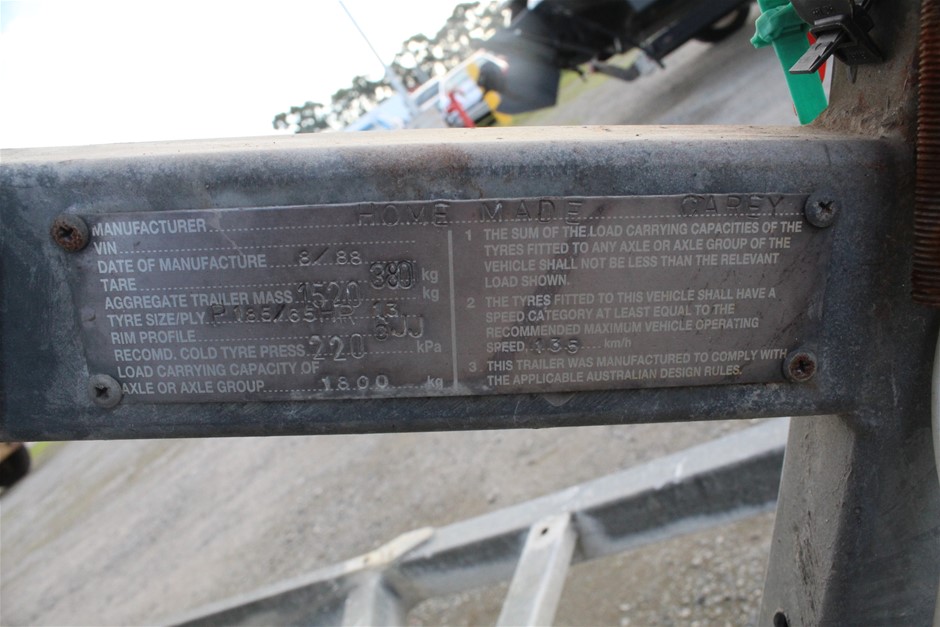 MANUFACTURER HOME MADE CAREY
VIN
DATE OF MANUFACTURE 8/88
TARE 380 kg
AGGREGATE TRAILER MASS 1520 kg
TYRE SIZE/PLY P185/65HR 13
RIM PROFILE 6JJ
RECOMD. COLD TYRE PRESS 220 kPa
LOAD CARRYING CAPACITY OF
AXLE OR AXLE GROUP 1800 kg
1 THE SUM OF THE LOAD CARRYING CAPACITIES OF THE
TYRES FITTED TO ANY AXLE OR AXLE GROUP OF THE
VEHICLE SHALL NOT BE LESS THAN THE RELEVANT
LOAD SHOWN.
2 THE TYRES FITTED TO THIS VEHICLE SHALL HAVE A
SPEED CATEGORY AT LEAST EQUAL TO THE
RECOMMENDED MAXIMUM VEHICLE OPERATING
SPEED. 135 km/h
3 THIS TRAILER WAS MANUFACTURED TO COMPLY WITH
THE APPLICABLE AUSTRALIAN DESIGN RULES.